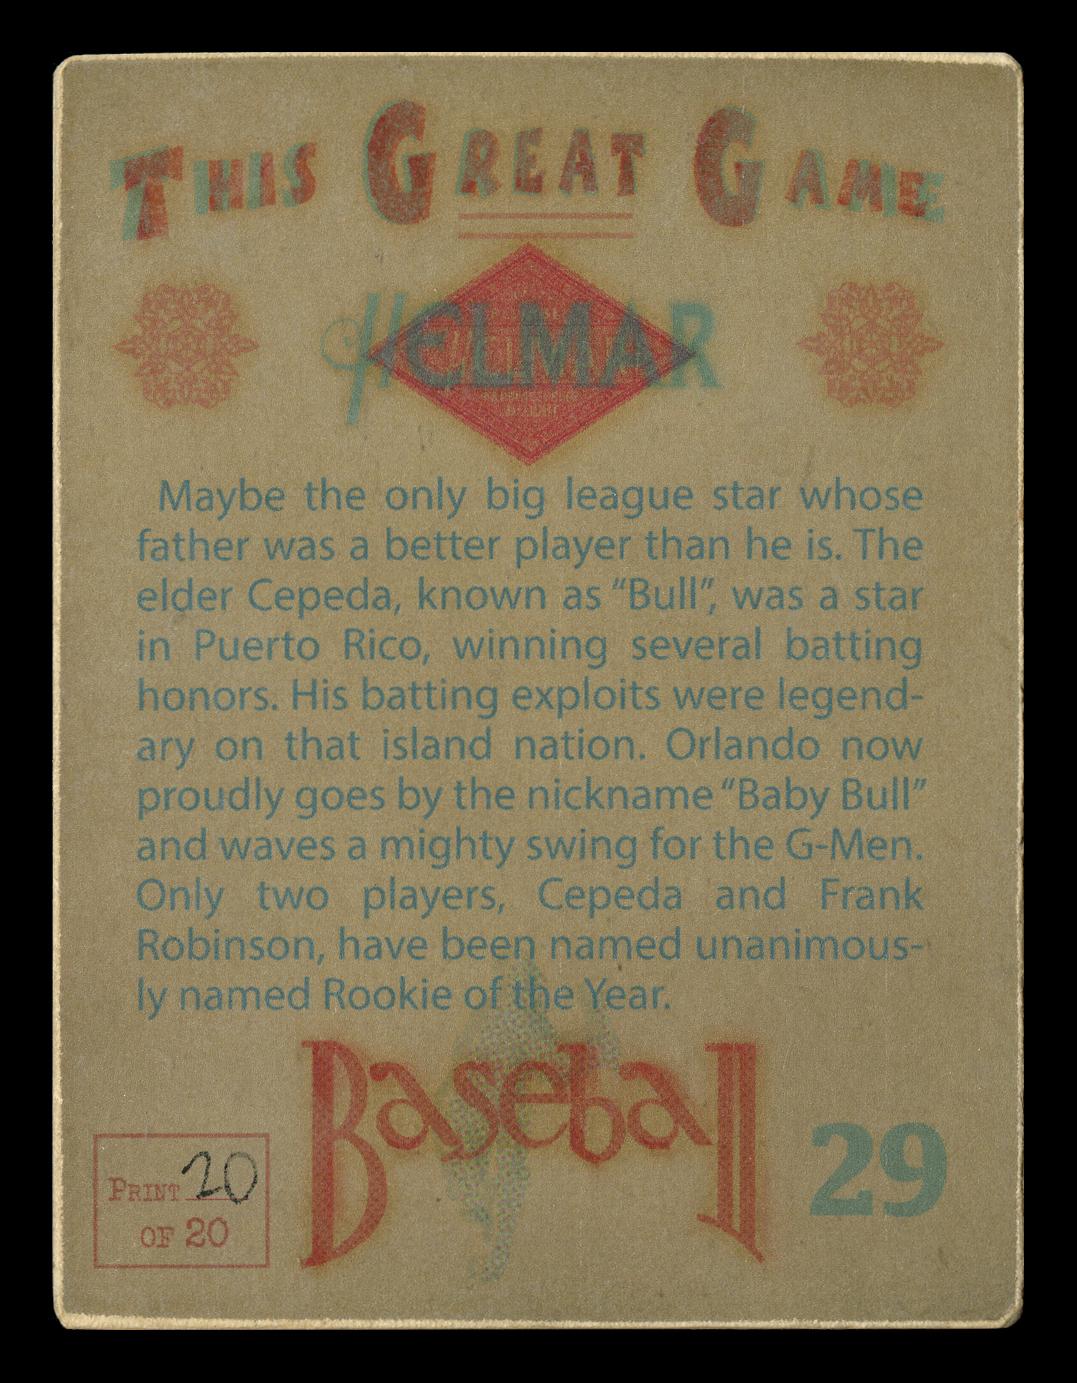 This Great Game
HELMAR
Maybe the only big league star whose
father was a better player than he is. The
elder Cepeda, known as “Bull”, was a star
in Puerto Rico, winning several batting
honors. His batting exploits were legend-
ary on that island nation. Orlando now
proudly goes by the nickname “Baby Bull”
and waves a mighty swing for the G-Men.
Only two players, Cepeda and Frank
Robinson, have been named unanimous-
ly named Rookie of the Year.
Baseball
29
Print 20
of 20